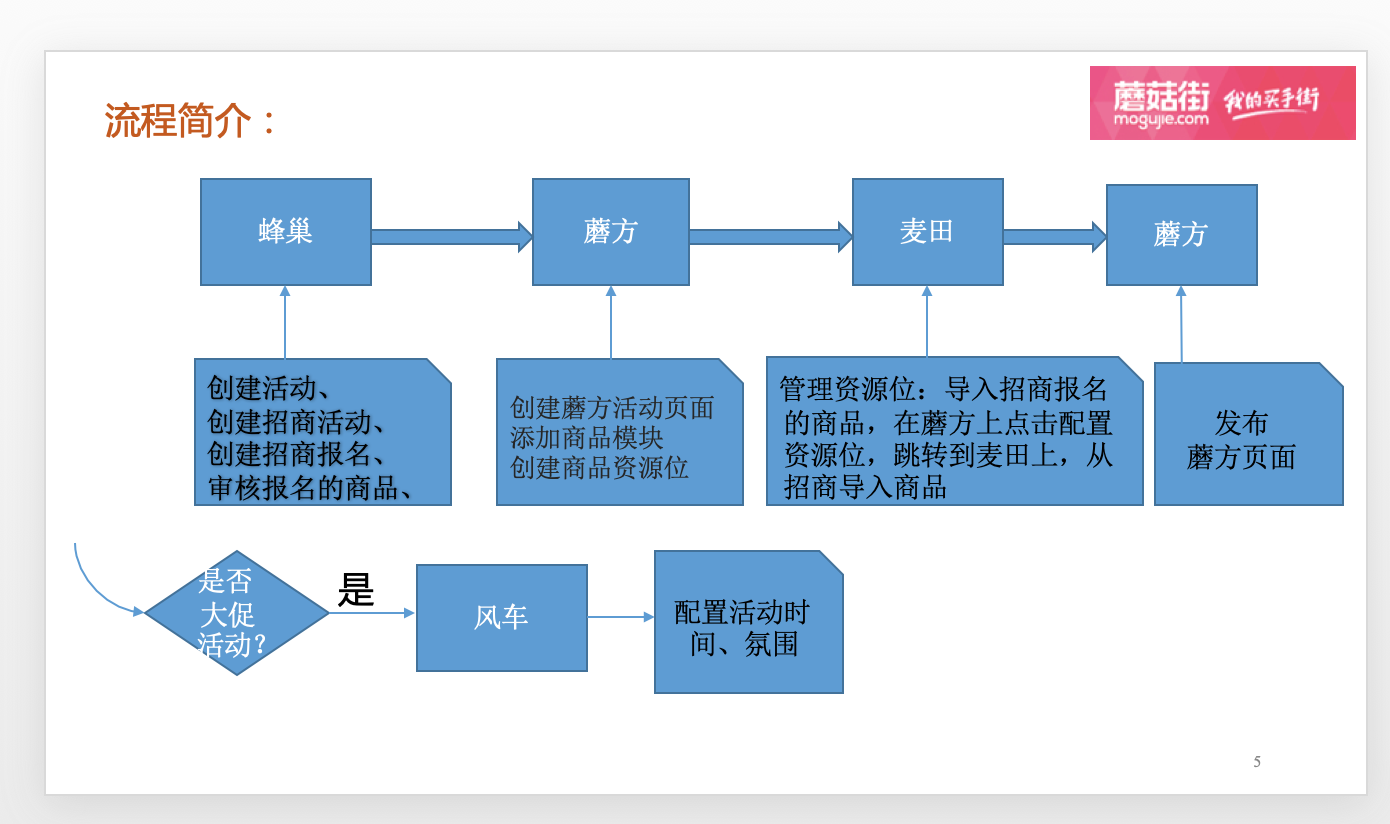 流程简介：
蘑菇街
mogujie.com
我的买手街
蜂巢
蘑方
麦田
蘑方
创建活动、
创建招商活动、
创建招商报名、
审核报名的商品、
创建蘑方活动页面
添加商品模块
创建商品资源位
管理资源位：导入招商报名
的商品，在蘑方上点击配置
资源位，跳转到麦田上，从
招商导入商品
发布
蘑方页面
是否
大促
活动?
是
风车
配置活动时
间、氛围
5